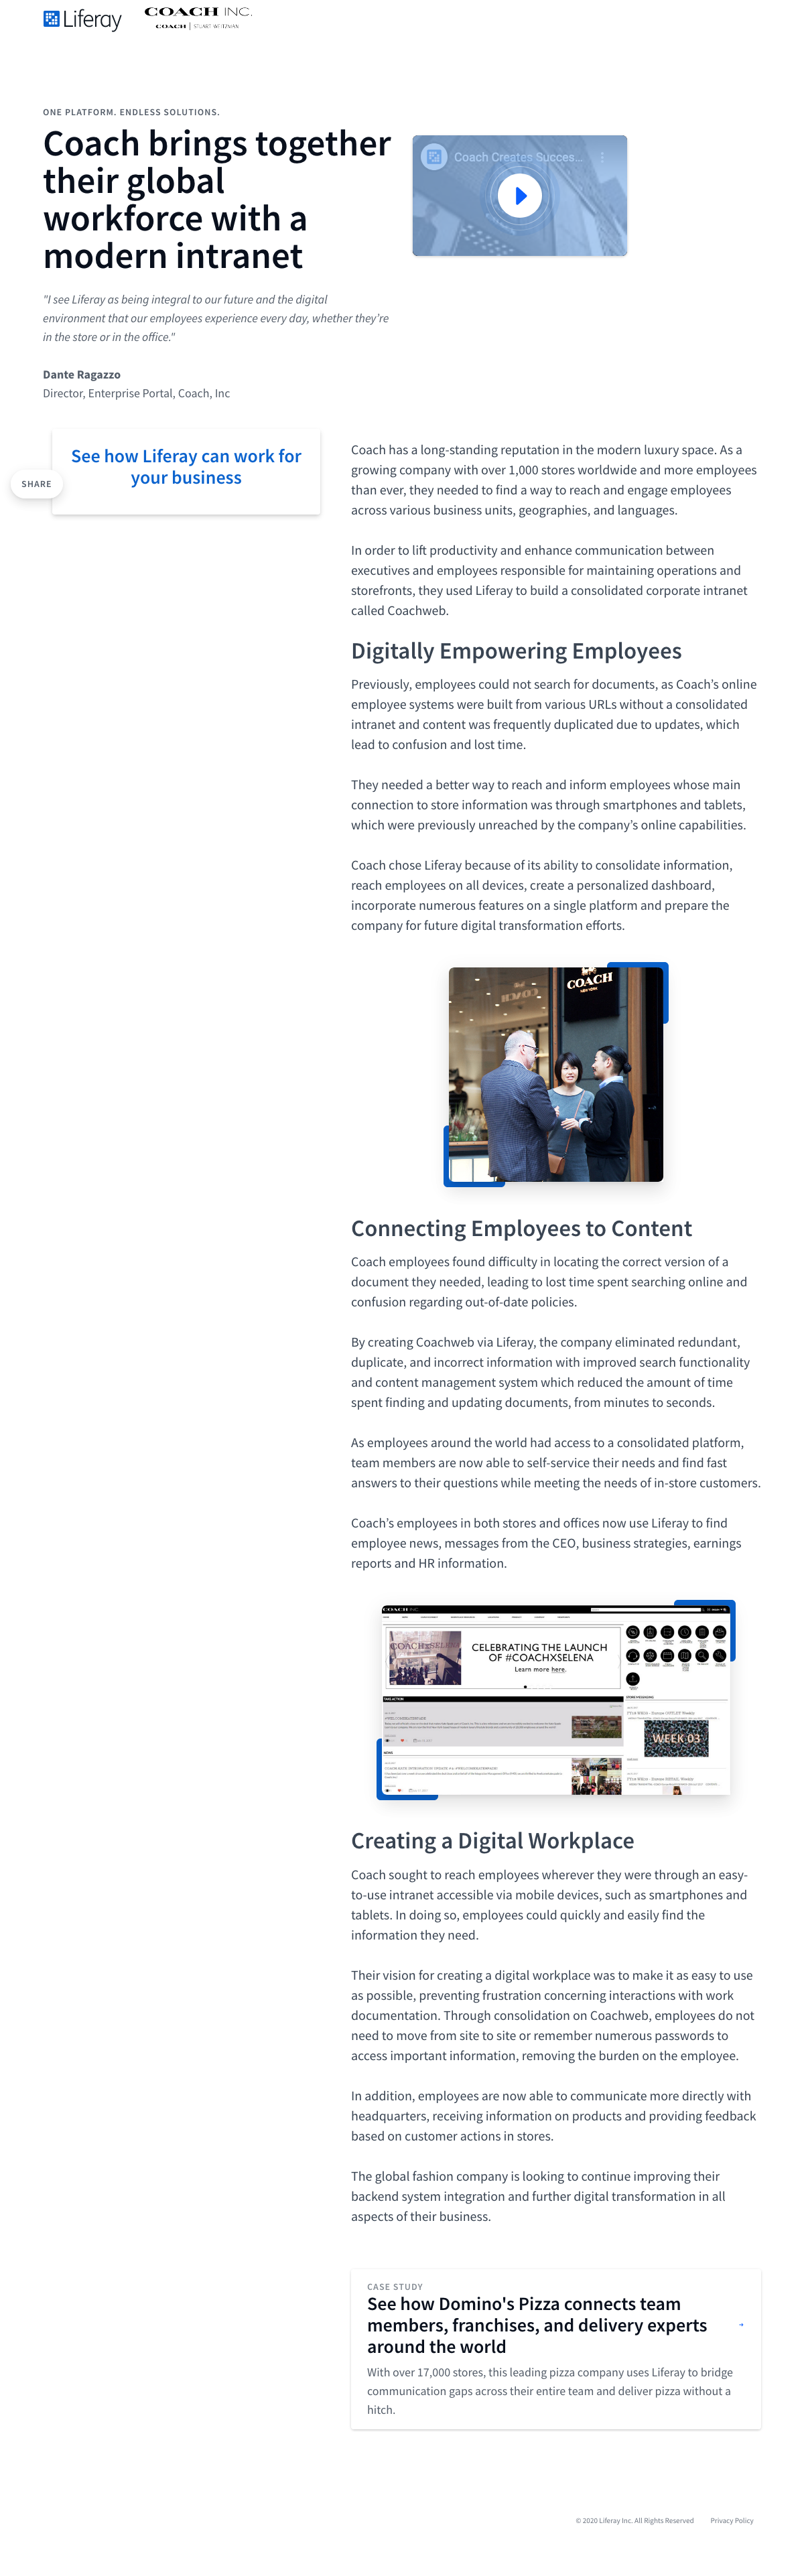 Liferay
COACH INC.
COACH | STUART WEITZMAN
ONE PLATFORM. ENDLESS SOLUTIONS.
Coach brings together
their global
workforce with a
modern intranet
Coach Creates Succes...
"I see Liferay as being integral to our future and the digital
environment that our employees experience every day, whether they’re
in the store or in the office."
Dante Ragazzo
Director, Enterprise Portal, Coach, Inc
See how Liferay can work for
your business
SHARE
Coach has a long-standing reputation in the modern luxury space. As a
growing company with over 1,000 stores worldwide and more employees
than ever, they needed to find a way to reach and engage employees
across various business units, geographies, and languages.
In order to lift productivity and enhance communication between
executives and employees responsible for maintaining operations and
storefronts, they used Liferay to build a consolidated corporate intranet
called Coachweb.
Digitally Empowering Employees
Previously, employees could not search for documents, as Coach’s online
employee systems were built from various URLs without a consolidated
intranet and content was frequently duplicated due to updates, which
lead to confusion and lost time.
They needed a better way to reach and inform employees whose main
connection to store information was through smartphones and tablets,
which were previously unreached by the company’s online capabilities.
Coach chose Liferay because of its ability to consolidate information,
reach employees on all devices, create a personalized dashboard,
incorporate numerous features on a single platform and prepare the
company for future digital transformation efforts.
COACH
NEW YORK
Connecting Employees to Content
Coach employees found difficulty in locating the correct version of a
document they needed, leading to lost time spent searching online and
confusion regarding out-of-date policies.
By creating Coachweb via Liferay, the company eliminated redundant,
duplicate, and incorrect information with improved search functionality
and content management system which reduced the amount of time
spent finding and updating documents, from minutes to seconds.
As employees around the world had access to a consolidated platform,
team members are now able to self-service their needs and find fast
answers to their questions while meeting the needs of in-store customers.
Coach’s employees in both stores and offices now use Liferay to find
employee news, messages from the CEO, business strategies, earnings
reports and HR information.
COACH INC
CELEBRATING THE LAUNCH
OF #COACHXSELENA
Learn more here.
TAKE ACTION
NEWS
WEEK 03
Creating a Digital Workplace
Coach sought to reach employees wherever they were through an easy-
to-use intranet accessible via mobile devices, such as smartphones and
tablets. In doing so, employees could quickly and easily find the
information they need.
Their vision for creating a digital workplace was to make it as easy to use
as possible, preventing frustration concerning interactions with work
documentation. Through consolidation on Coachweb, employees do not
need to move from site to site or remember numerous passwords to
access important information, removing the burden on the employee.
In addition, employees are now able to communicate more directly with
headquarters, receiving information on products and providing feedback
based on customer actions in stores.
The global fashion company is looking to continue improving their
backend system integration and further digital transformation in all
aspects of their business.
CASE STUDY
See how Domino's Pizza connects team
members, franchises, and delivery experts
around the world
With over 17,000 stores, this leading pizza company uses Liferay to bridge
communication gaps across their entire team and deliver pizza without a
hitch.
© 2020 Liferay Inc. All Rights Reserved Privacy Policy